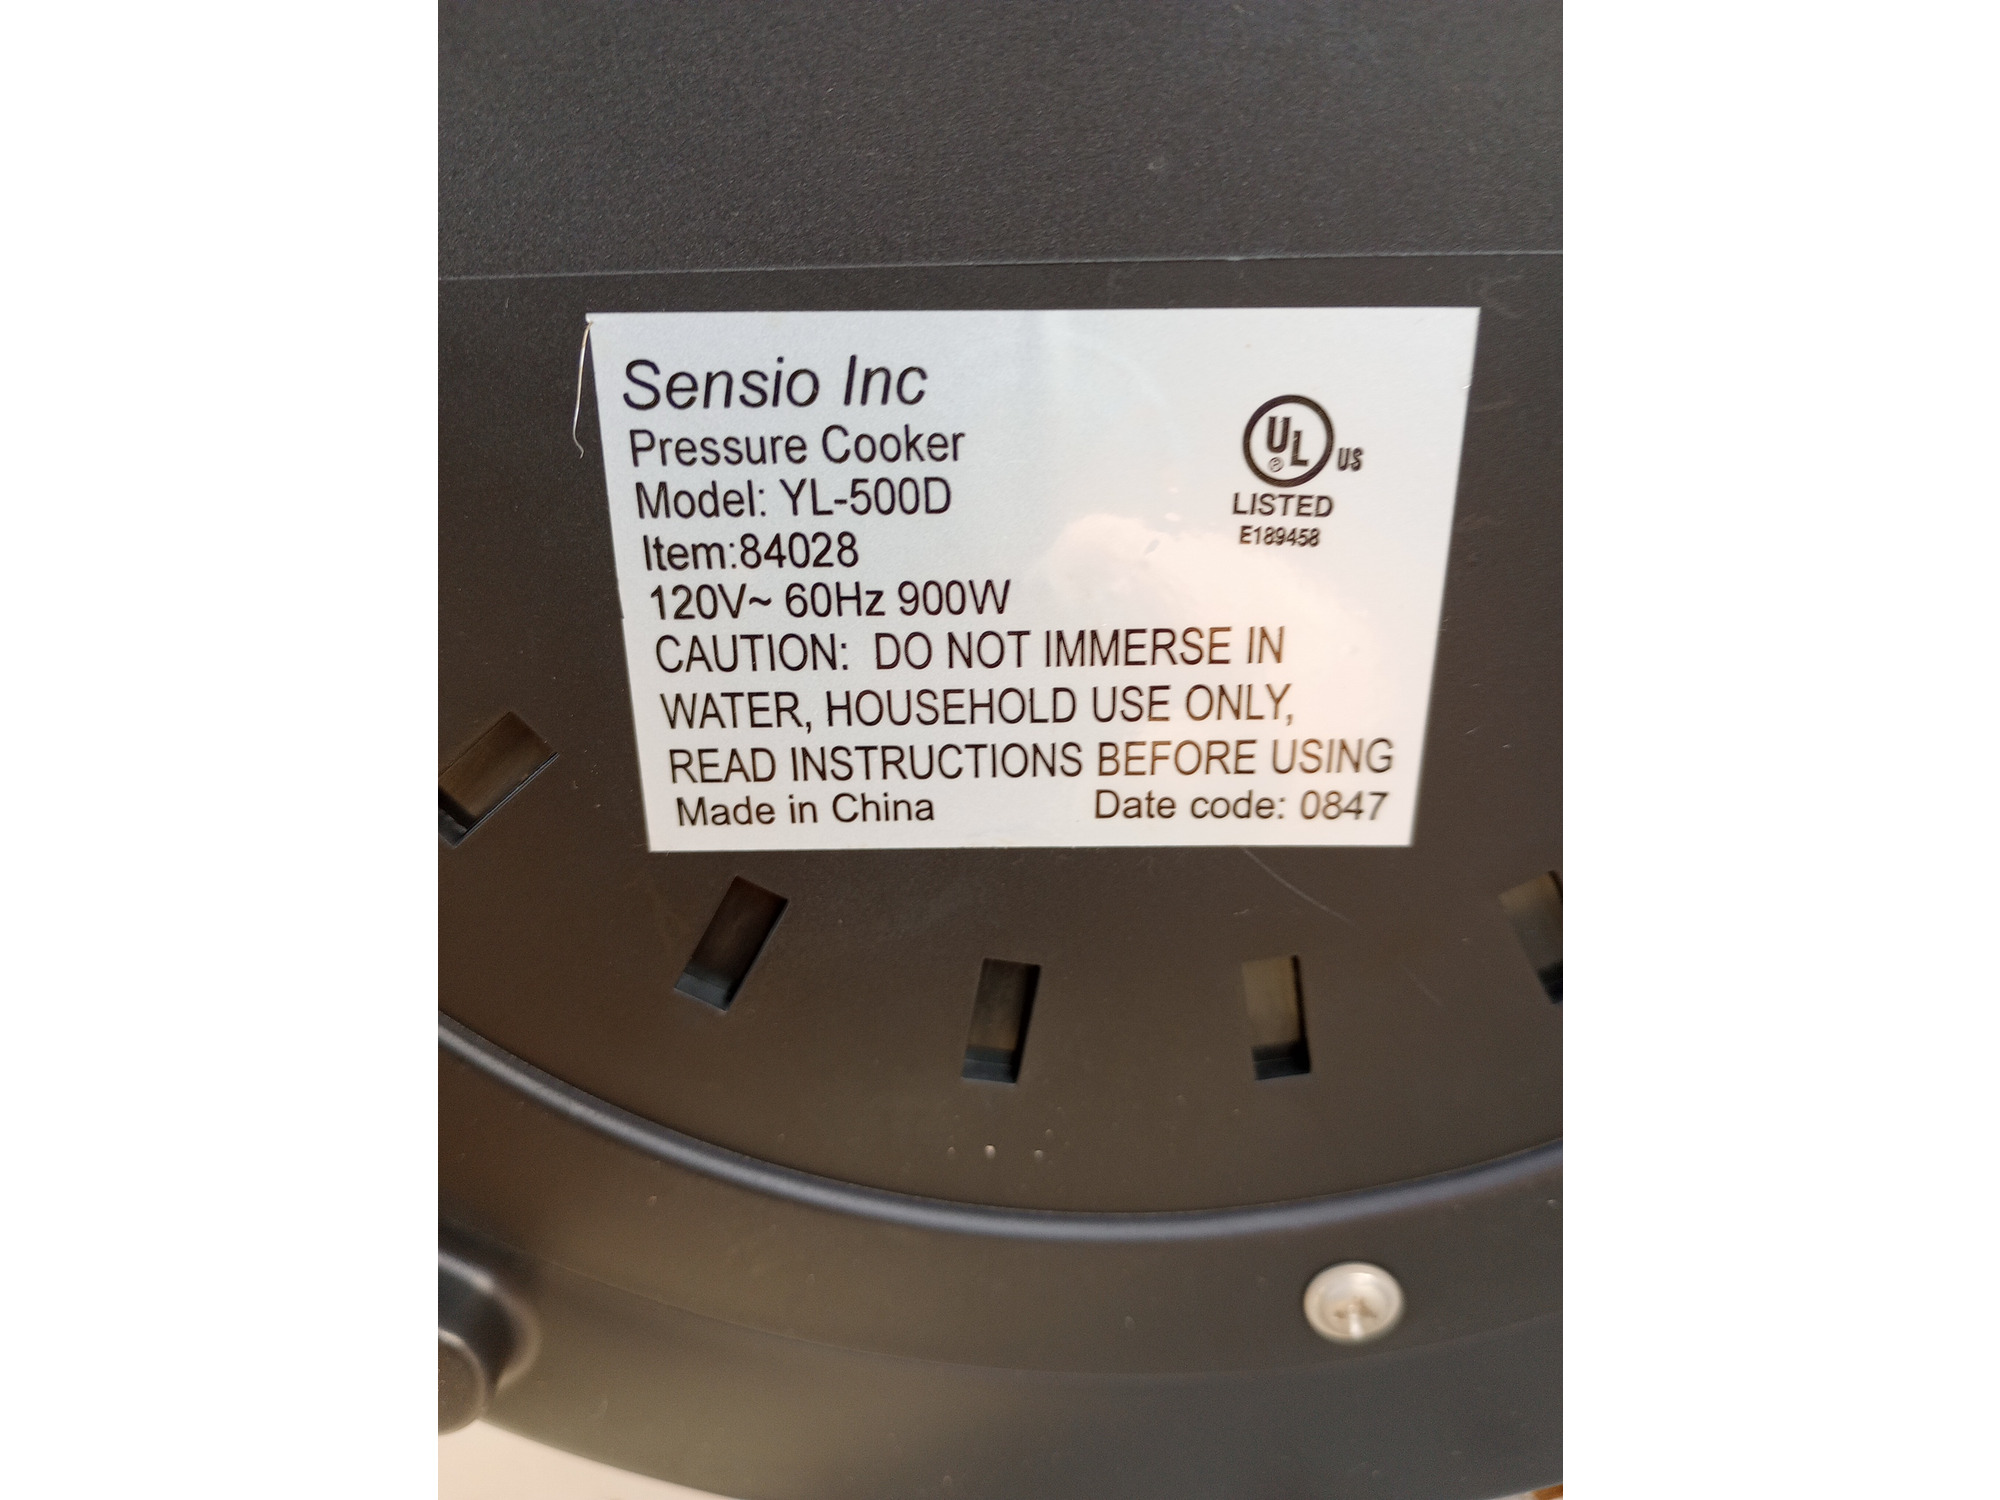 Sensio Inc
Pressure Cooker
Model: YL-500D
Item:84028
120V~ 60Hz 900W
CAUTION: DO NOT IMMERSE IN
WATER, HOUSEHOLD USE ONLY,
READ INSTRUCTIONS BEFORE USING
Made in China Date code: 0847
UL US
LISTED
E189458